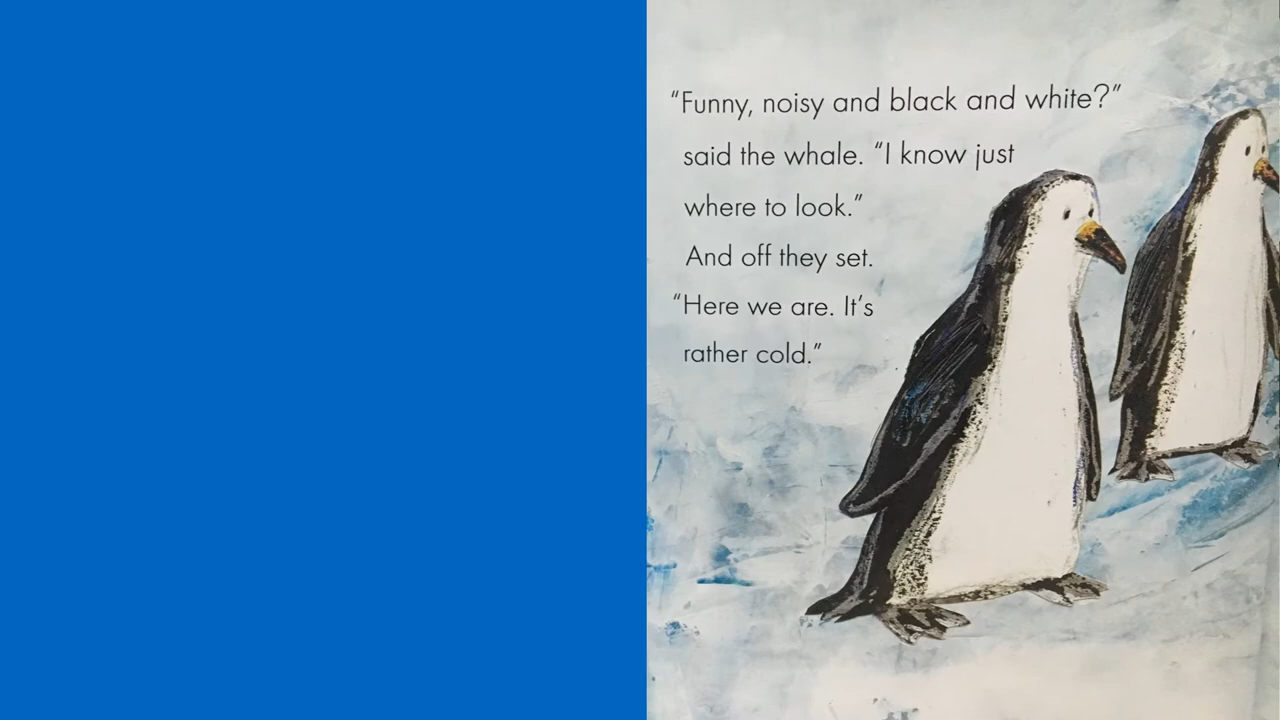 “Funny, noisy and black and white?”
said the whale. “I know just
where to look.”
And off they set.
“Here we are. It’s
rather cold.”